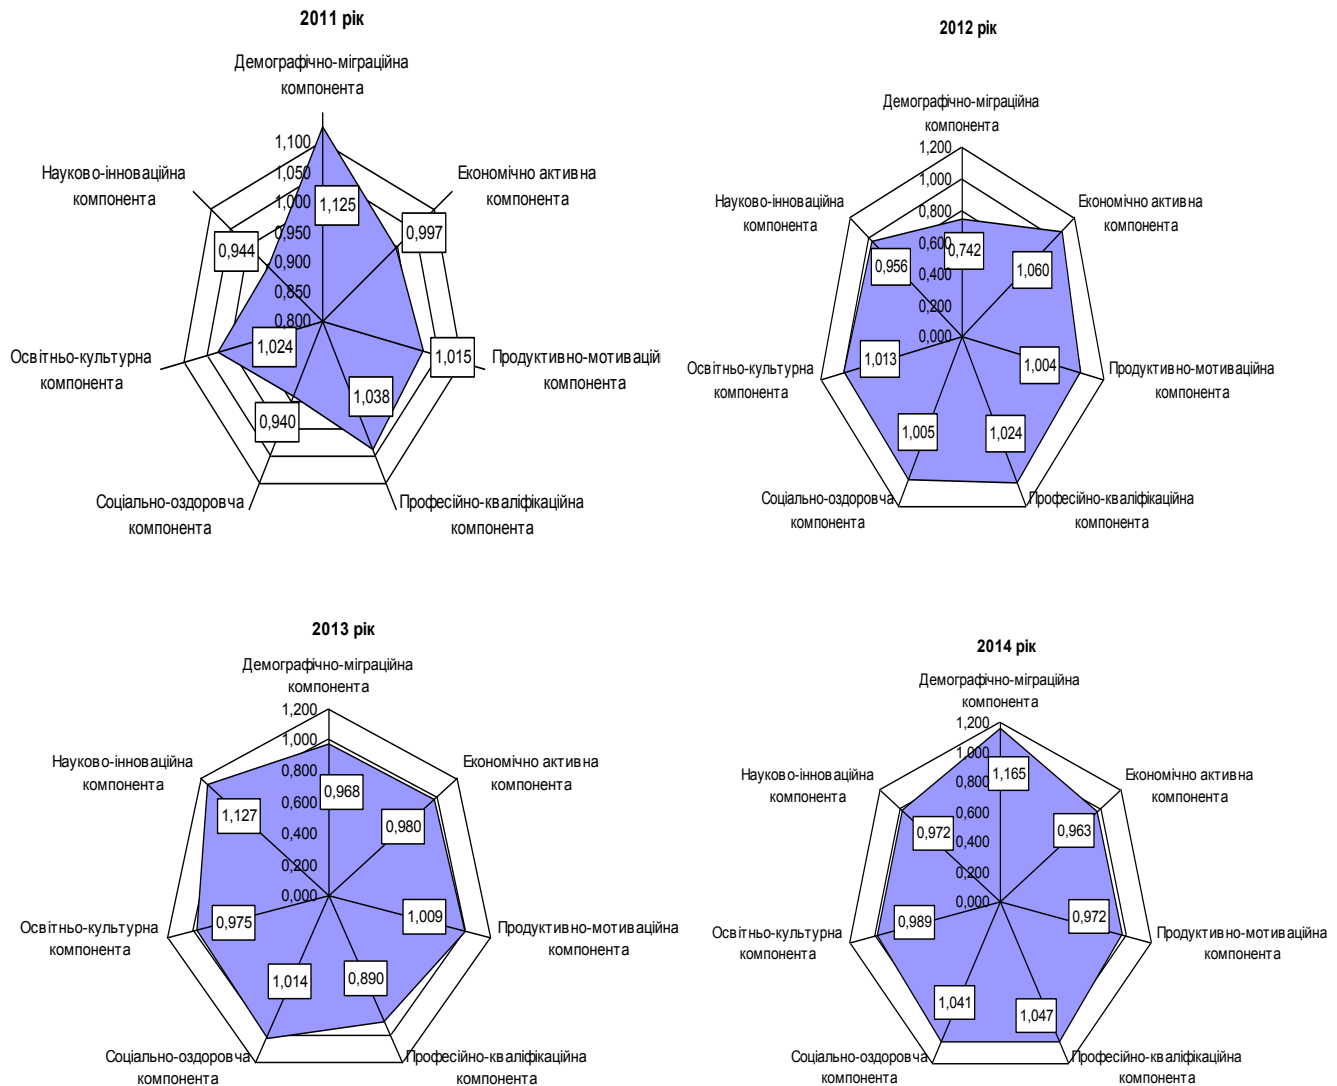 2011 рік
Демографічно-міграційна
компонента
1,100
1,050
1,000
0,950
0,900
0,850
0,800
Економічно активна
компонента
Продуктивно-мотивацій
компонента
Професійно-кваліфікаційна
компонента
Соціально-оздоровча
компонента
Освітньо-культурна
компонента
Науково-інноваційна
компонента
1,125
0,997
1,015
1,038
0,940
1,024
0,944
2012 рік
Демографічно-міграційна
компонента
1,200
1,000
0,800
0,600
0,400
0,200
0,000
Економічно активна
компонента
Продуктивно-мотиваційна
компонента
Професійно-кваліфікаційна
компонента
Соціально-оздоровча
компонента
Освітньо-культурна
компонента
Науково-інноваційна
компонента
0,742
1,060
1,004
1,024
1,005
1,013
0,956
2013 рік
Демографічно-міграційна
компонента
1,200
1,000
0,800
0,600
0,400
0,200
0,000
Економічно активна
компонента
Продуктивно-мотиваційна
компонента
Професійно-кваліфікаційна
компонента
Соціально-оздоровча
компонента
Освітньо-культурна
компонента
Науково-інноваційна
компонента
0,968
0,980
1,009
0,890
1,014
0,975
1,127
2014 рік
Демографічно-міграційна
компонента
1,200
1,000
0,800
0,600
0,400
0,200
0,000
Економічно активна
компонента
Продуктивно-мотиваційна
компонента
Професійно-кваліфікаційна
компонента
Соціально-оздоровча
компонента
Освітньо-культурна
компонента
Науково-інноваційна
компонента
1,165
0,963
0,972
1,047
1,041
0,989
0,972